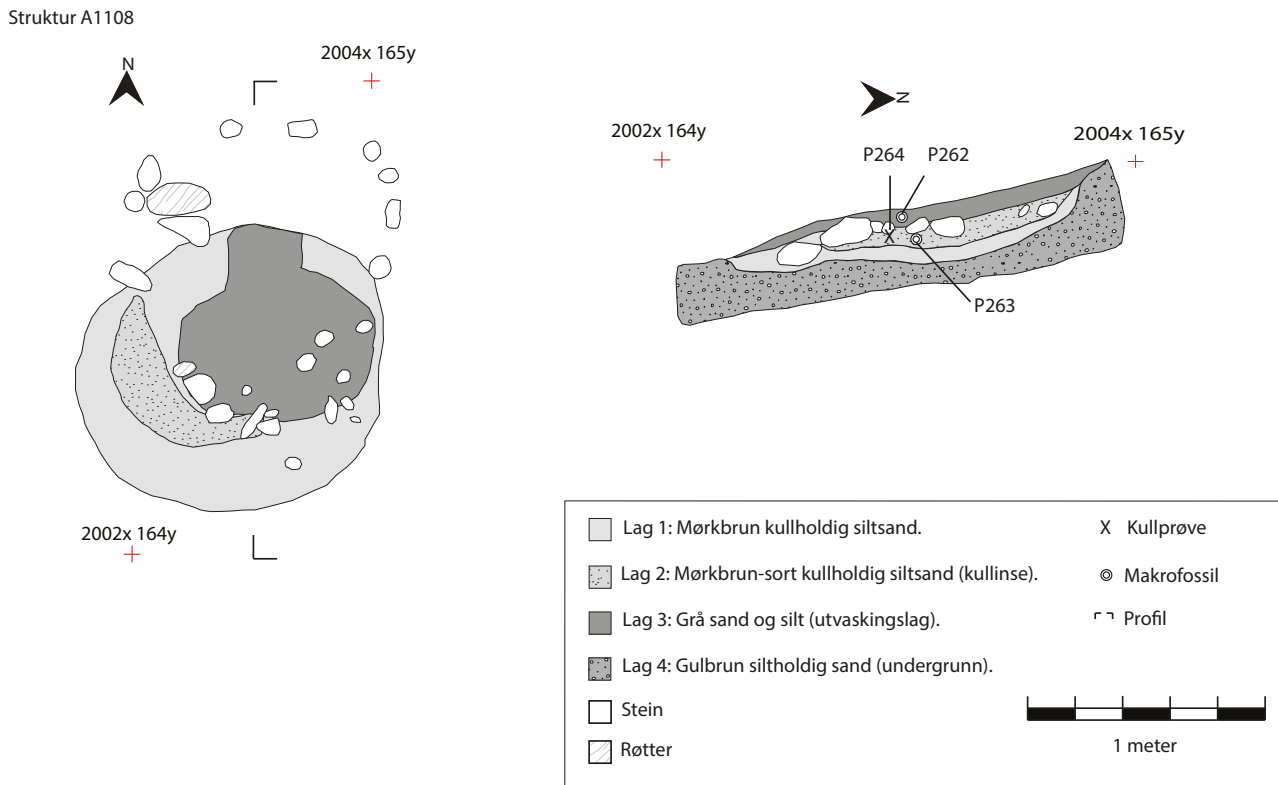 Struktur A1108
N
2004x 165y
2002x 164y
N
2002x 164y
2004x 165y
P264
P262
P263
Lag 1: Mørkbrun kullholdig siltsand.
Lag 2: Mørkbrun-sort kullholdig siltsand (kullinse).
Lag 3: Grå sand og silt (utvaskingslag).
Lag 4: Gulbrun siltholdig sand (undergrunn).
Stein
Røtter
X Kullprøve
Makrofossil
Profil
1 meter